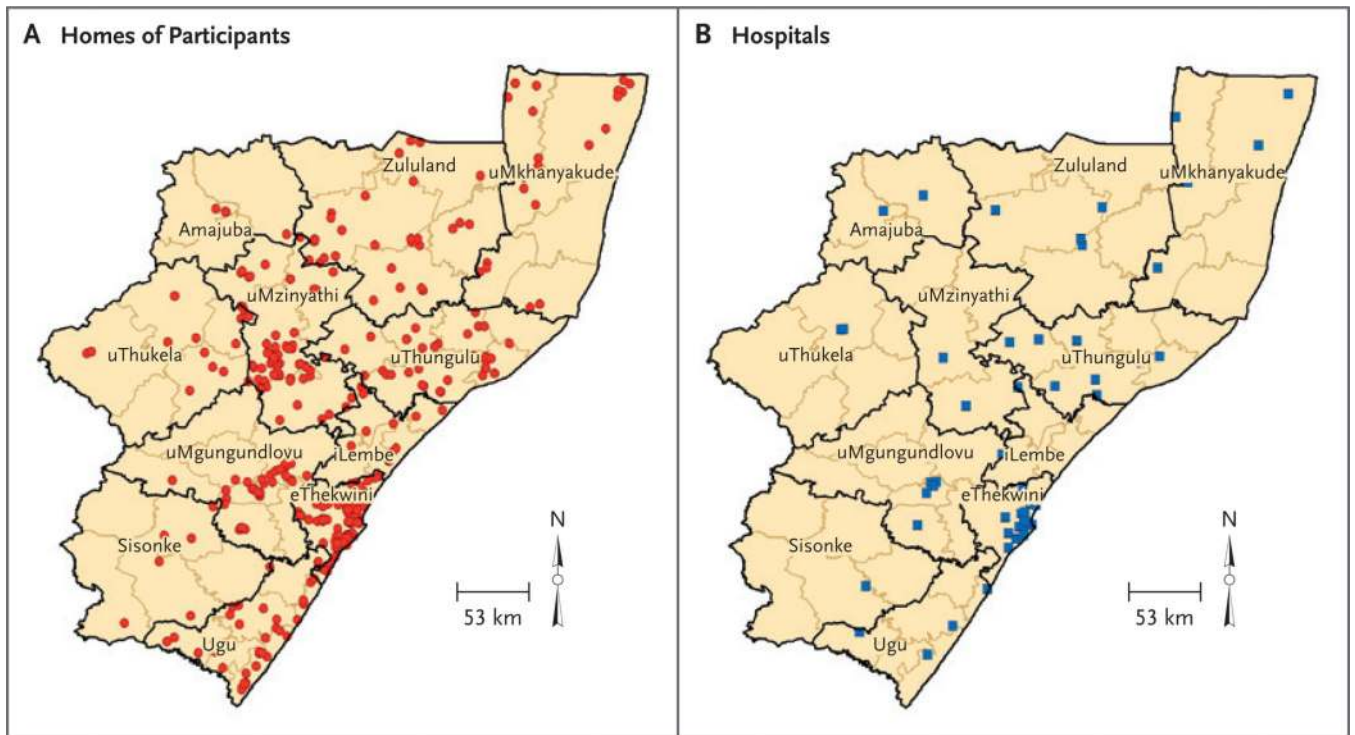 A Homes of Participants
Zululand
uMkhanyakude
Amajuba
uMzinyathi
uThukela
uThungulu
uMgungundlovu
iLembe
eThekwini
Sisonke
Ugu
N
53 km
B Hospitals
Zululand
uMkhanyakude
Amajuba
uMzinyathi
uThukela
uThungulu
uMgungundlovu
iLembe
eThekwini
Sisonke
Ugu
N
53 km